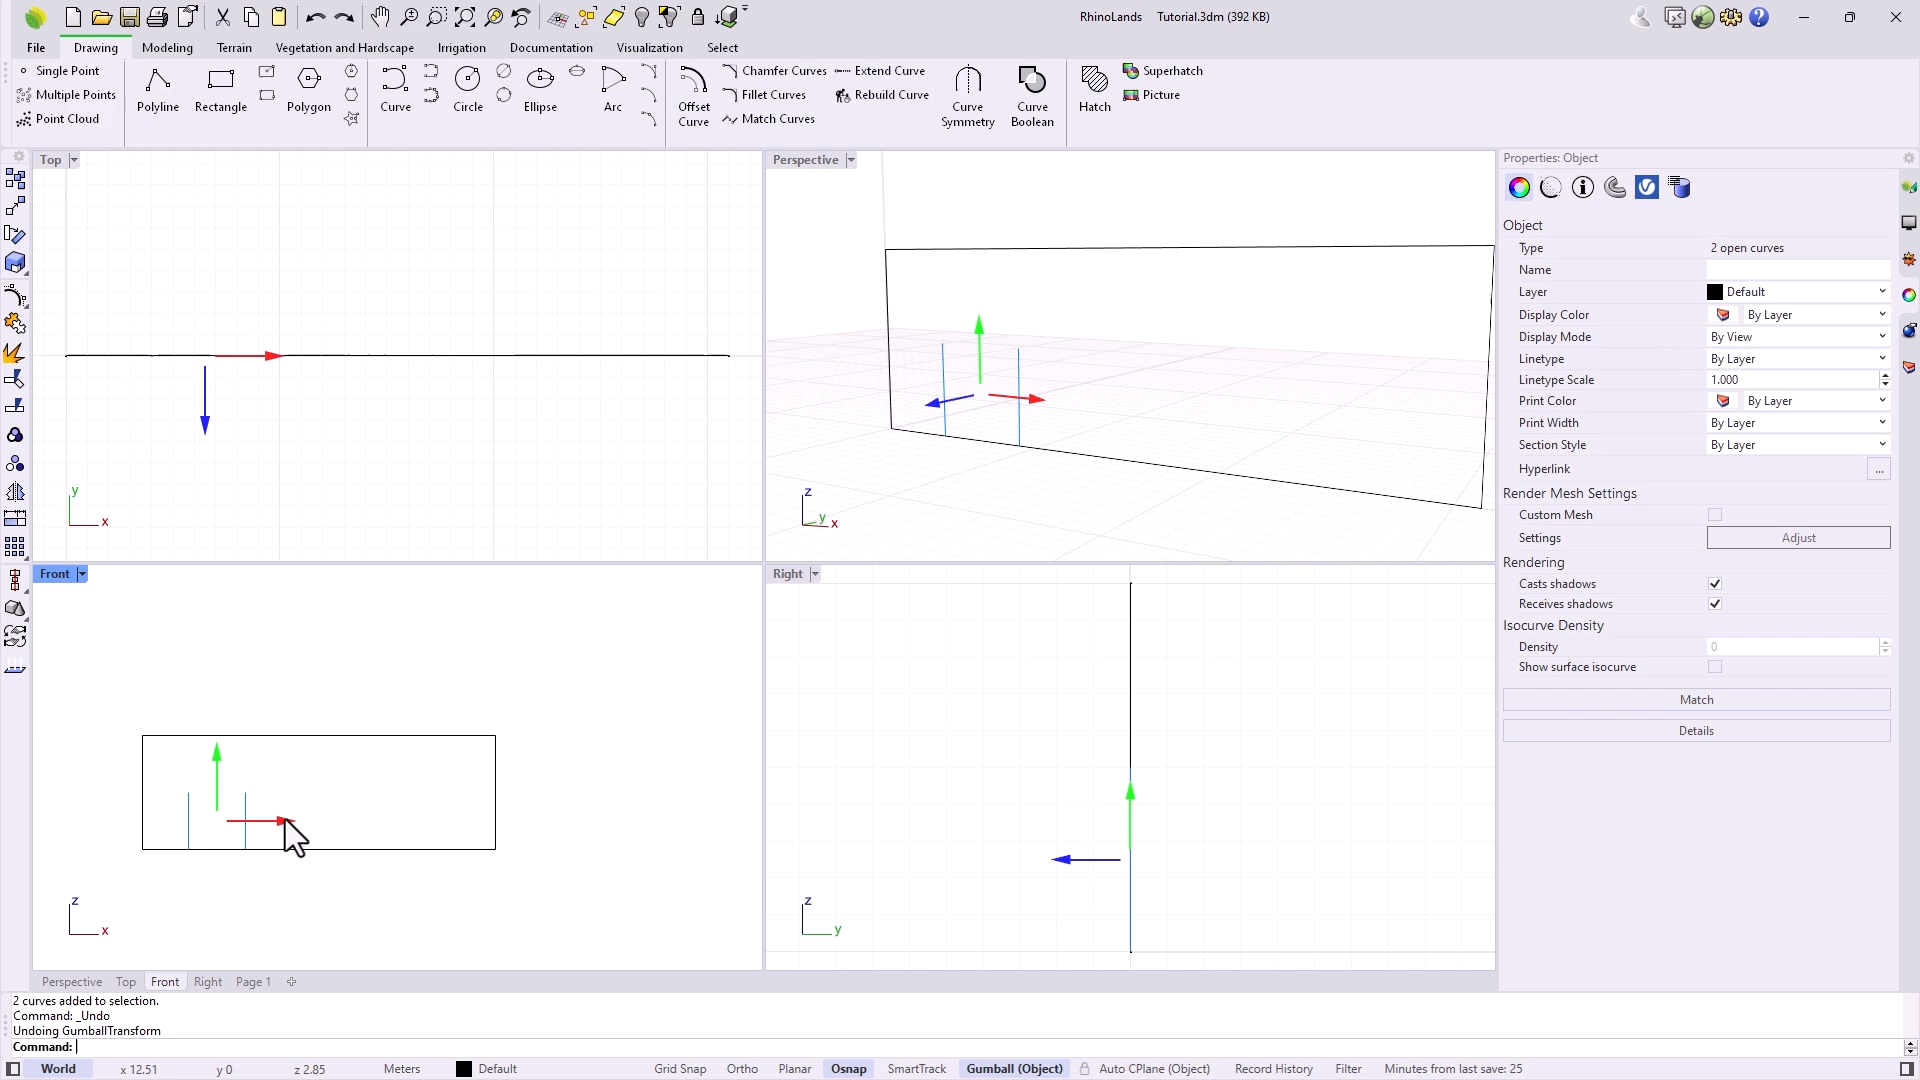 RhinoLands Tutorial.3dm (392 KB)
File Drawing Modeling Terrain Vegetation and Hardscape Irrigation Documentation Visualization Select
Single Point
Multiple Points
Point Cloud
Polyline
Rectangle
Polygon
Curve
Circle
Ellipse
Arc
Offset
Curve
Chamfer Curves
Fillet Curves
Match Curves
Extend Curve
Rebuild Curve
Curve
Symmetry
Curve
Boolean
Hatch
Superhatch
Picture
Top
y
x
Perspective
z
y
x
Front
z
x
Right
z
y
Properties: Object
Object
Type 2 open curves
Name
Layer Default
Display Color By Layer
Display Mode By View
Linetype By Layer
Linetype Scale 1.000
Print Color By Layer
Print Width By Layer
Section Style By Layer
Hyperlink ...
Render Mesh Settings
Custom Mesh
Settings Adjust
Rendering
Casts shadows
Receives shadows
Isocurve Density
Density 0
Show surface isocurve
Match
Details
Perspective Top Front Right Page 1
2 curves added to selection.
Command: _Undo
Undoing GumballTransform
Command:
World x 12.51 y 0 z 2.85 Meters Default Grid Snap Ortho Planar Osnap SmartTrack Gumball (Object) Auto CPlane (Object) Record History Filter Minutes from last save: 25